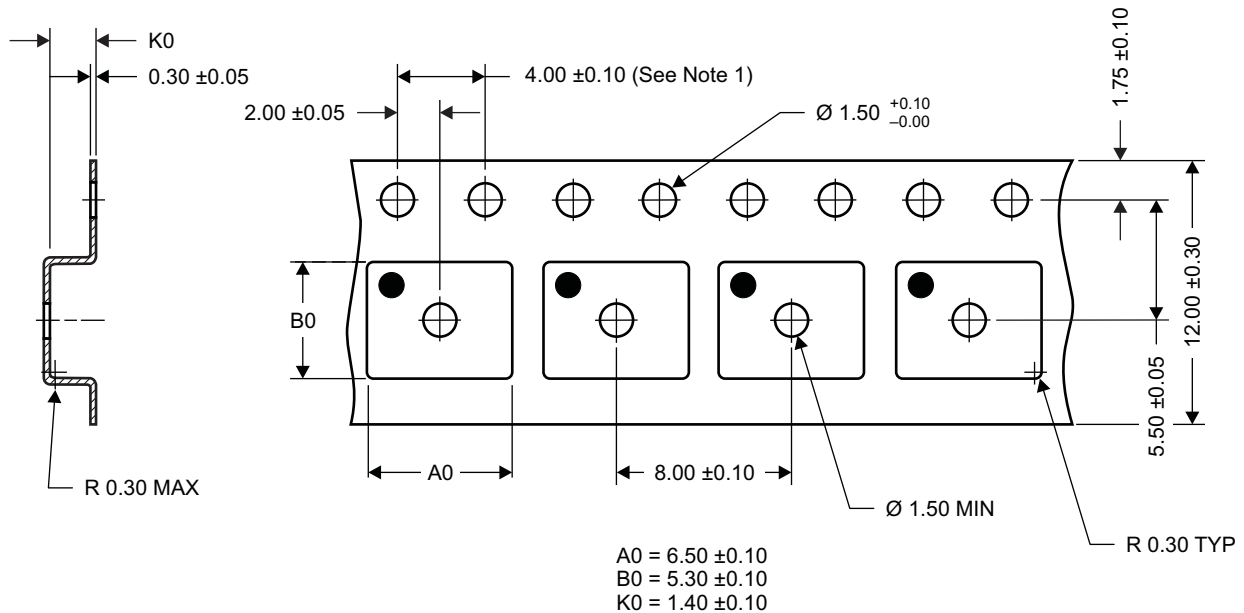 K0
0.30 ±0.05
4.00 ±0.10 (See Note 1)
2.00 ±0.05
Ø 1.50 +0.10 –0.00
1.75 ±0.10
B0
12.00 ±0.30
5.50 ±0.05
A0
8.00 ±0.10
R 0.30 MAX
Ø 1.50 MIN
R 0.30 TYP
A0 = 6.50 ±0.10
B0 = 5.30 ±0.10
K0 = 1.40 ±0.10